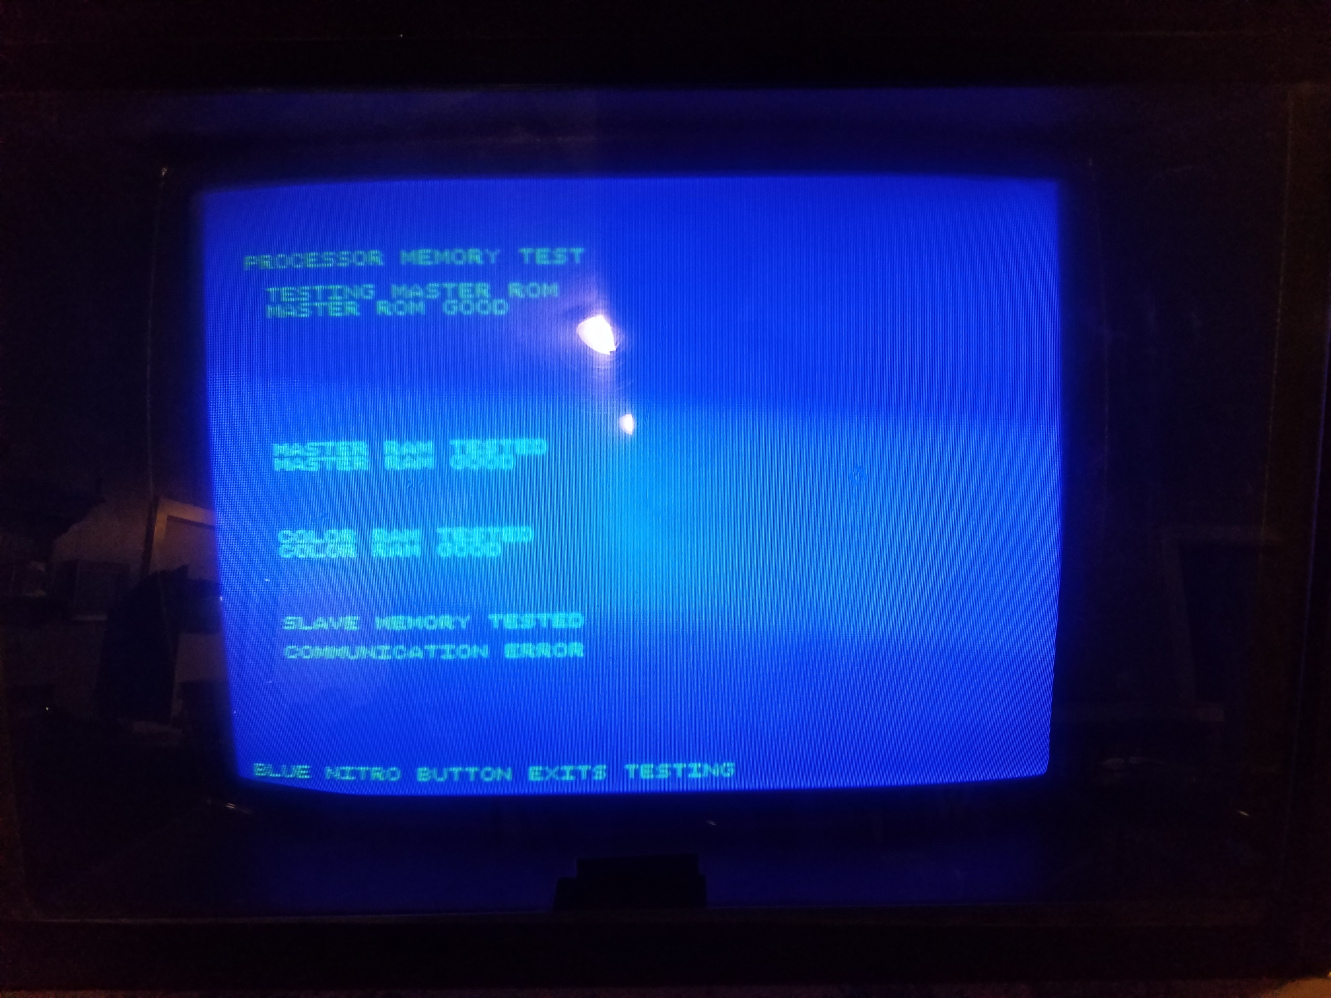 PROCESSOR MEMORY TEST
TESTING MASTER ROM
MASTER ROM GOOD
MASTER RAM TESTED
MASTER RAM GOOD
COLOR RAM TESTED
COLOR RAM GOOD
SLAVE MEMORY TESTED
COMMUNICATION ERROR
BLUE NITRO BUTTON EXITS TESTING